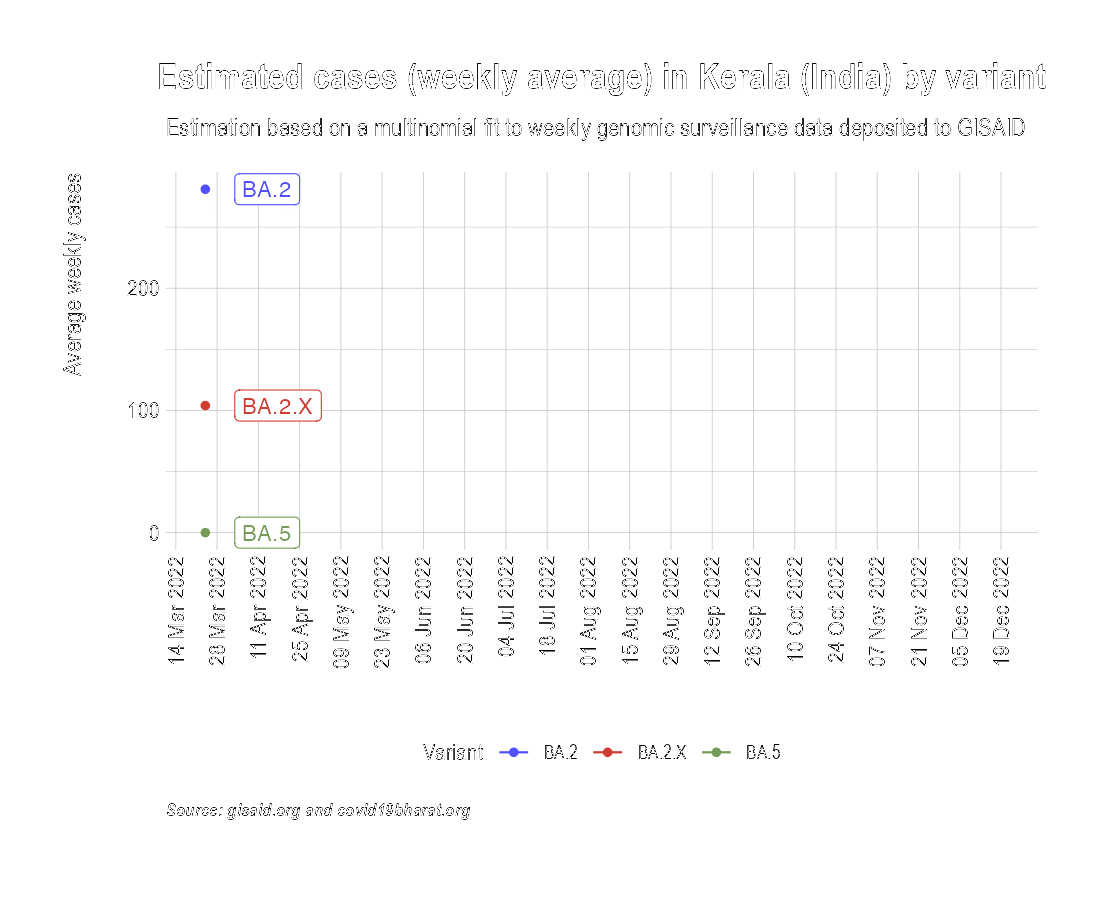 Estimated cases (weekly average) in Kerala (India) by variant
Estimation based on a multinomial fit to weekly genomic surveillance data deposited to GISAID
Average weekly cases
200
100
0
BA.2
BA.2.X
BA.5
14 Mar 2022
28 Mar 2022
11 Apr 2022
25 Apr 2022
09 May 2022
23 May 2022
06 Jun 2022
20 Jun 2022
04 Jul 2022
18 Jul 2022
01 Aug 2022
15 Aug 2022
29 Aug 2022
12 Sep 2022
26 Sep 2022
10 Oct 2022
24 Oct 2022
07 Nov 2022
21 Nov 2022
05 Dec 2022
19 Dec 2022
Variant BA.2 BA.2.X BA.5
Source: gisaid.org and covid19bharat.org